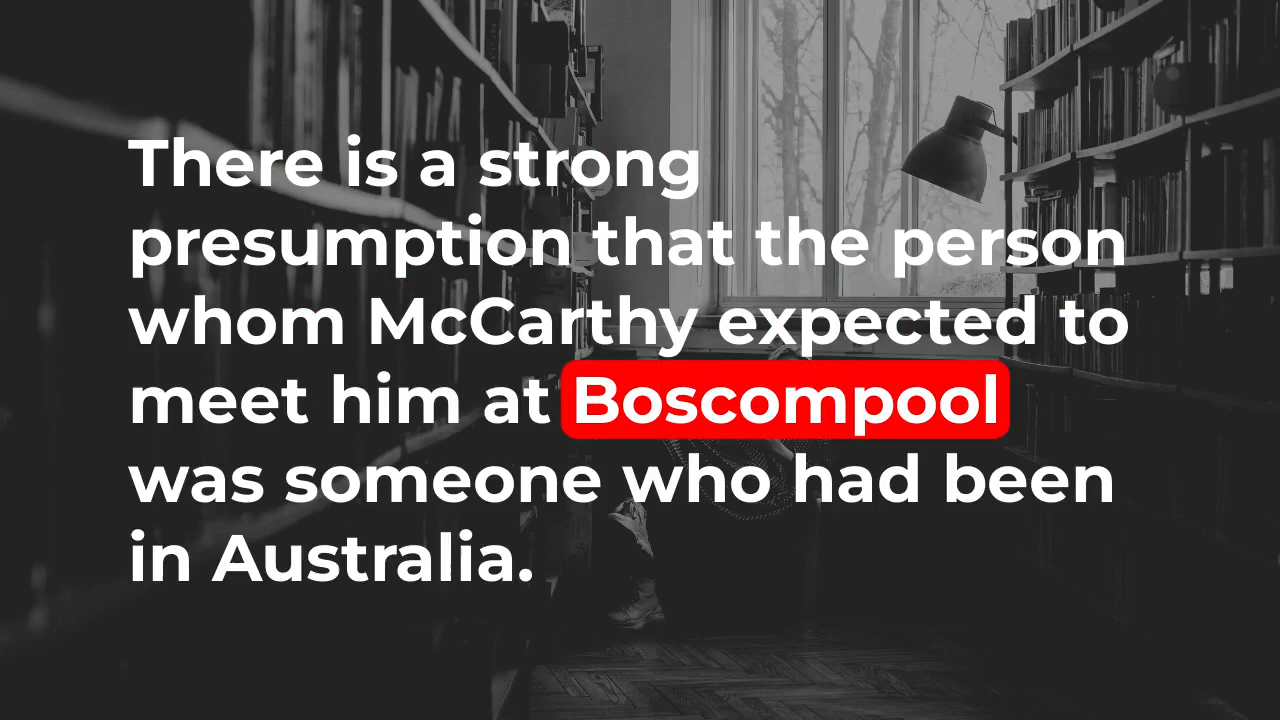 There is a strong
presumption that the person
whom McCarthy expected to
meet him at Boscompool
was someone who had been
in Australia.